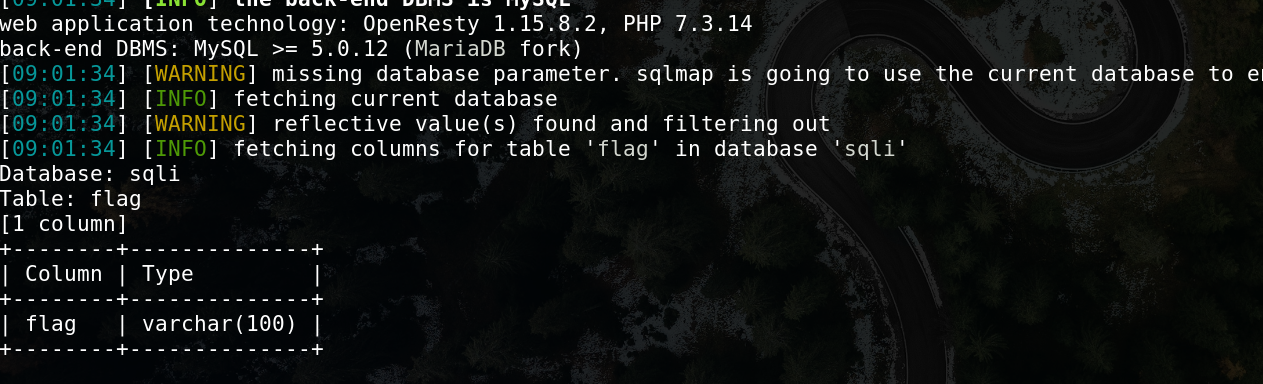 [09:01:34] [INFO] the back-end DBMS is MySQL
web application technology: OpenResty 1.15.8.2, PHP 7.3.14
back-end DBMS: MySQL >= 5.0.12 (MariaDB fork)
[09:01:34] [WARNING] missing database parameter. sqlmap is going to use the current database to
[09:01:34] [INFO] fetching current database
[09:01:34] [WARNING] reflective value(s) found and filtering out
[09:01:34] [INFO] fetching columns for table 'flag' in database 'sqli'
Database: sqli
Table: flag
[1 column]
+--------+--------------+
| Column | Type         |
+--------+--------------+
| flag   | varchar(100) |
+--------+--------------+